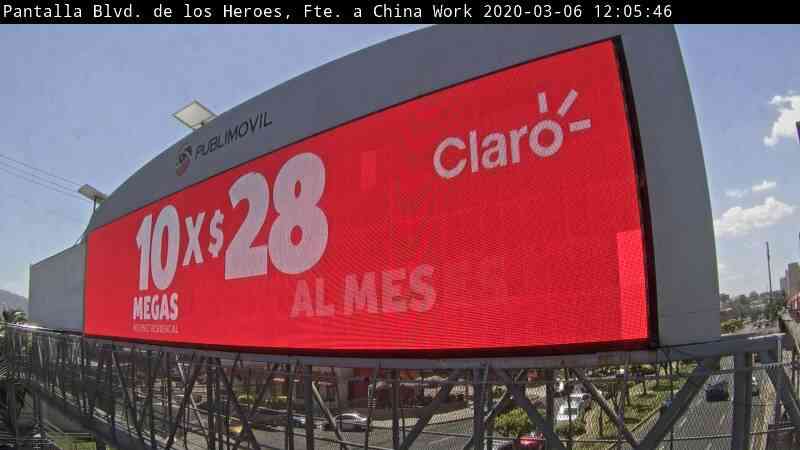 Pantalla Blvd. de los Heroes, Fte. a China Work 2020-03-06 12:05:46
PUBLIMOVIL
Claro
10 X $28
MEGAS
AL MES